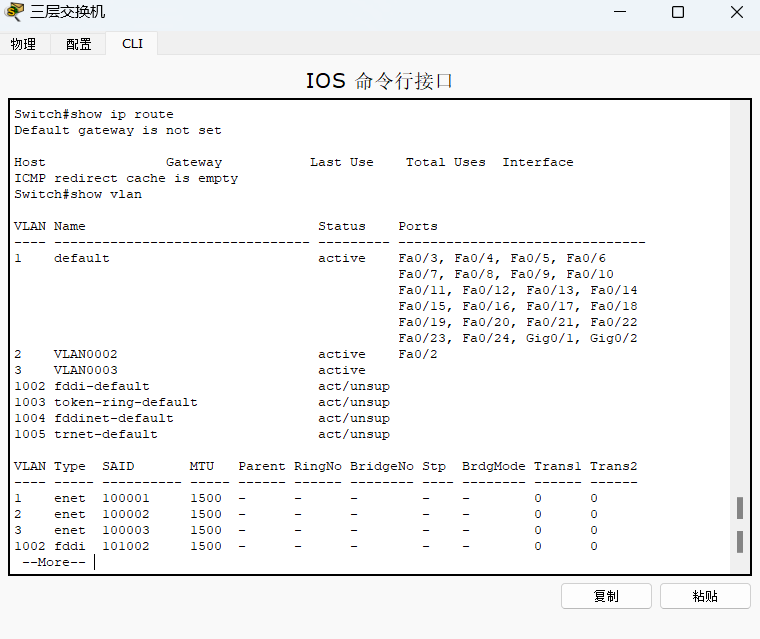 三层交换机
物理 配置 CLI
IOS 命令行接口
Switch#show ip route
Default gateway is not set
Host Gateway Last Use Total Uses Interface
ICMP redirect cache is empty
Switch#show vlan
VLAN Name Status Ports
---- -------------------------------- --------- -------------------------------
1 default active Fa0/3, Fa0/4, Fa0/5, Fa0/6
Fa0/7, Fa0/8, Fa0/9, Fa0/10
Fa0/11, Fa0/12, Fa0/13, Fa0/14
Fa0/15, Fa0/16, Fa0/17, Fa0/18
Fa0/19, Fa0/20, Fa0/21, Fa0/22
Fa0/23, Fa0/24, Gig0/1, Gig0/2
2 VLAN0002 active Fa0/2
3 VLAN0003 active
1002 fddi-default act/unsup
1003 token-ring-default act/unsup
1004 fddinet-default act/unsup
1005 trnet-default act/unsup
VLAN Type SAID MTU Parent RingNo BridgeNo Stp BrdgMode Trans1 Trans2
---- ----- ---------- ----- ------ ------ -------- ---- -------- ------ ------
1 enet 100001 1500 - - - - - 0 0
2 enet 100002 1500 - - - - - 0 0
3 enet 100003 1500 - - - - - 0 0
1002 fddi 101002 1500 - - - - - 0 0
--More--
复制 粘贴